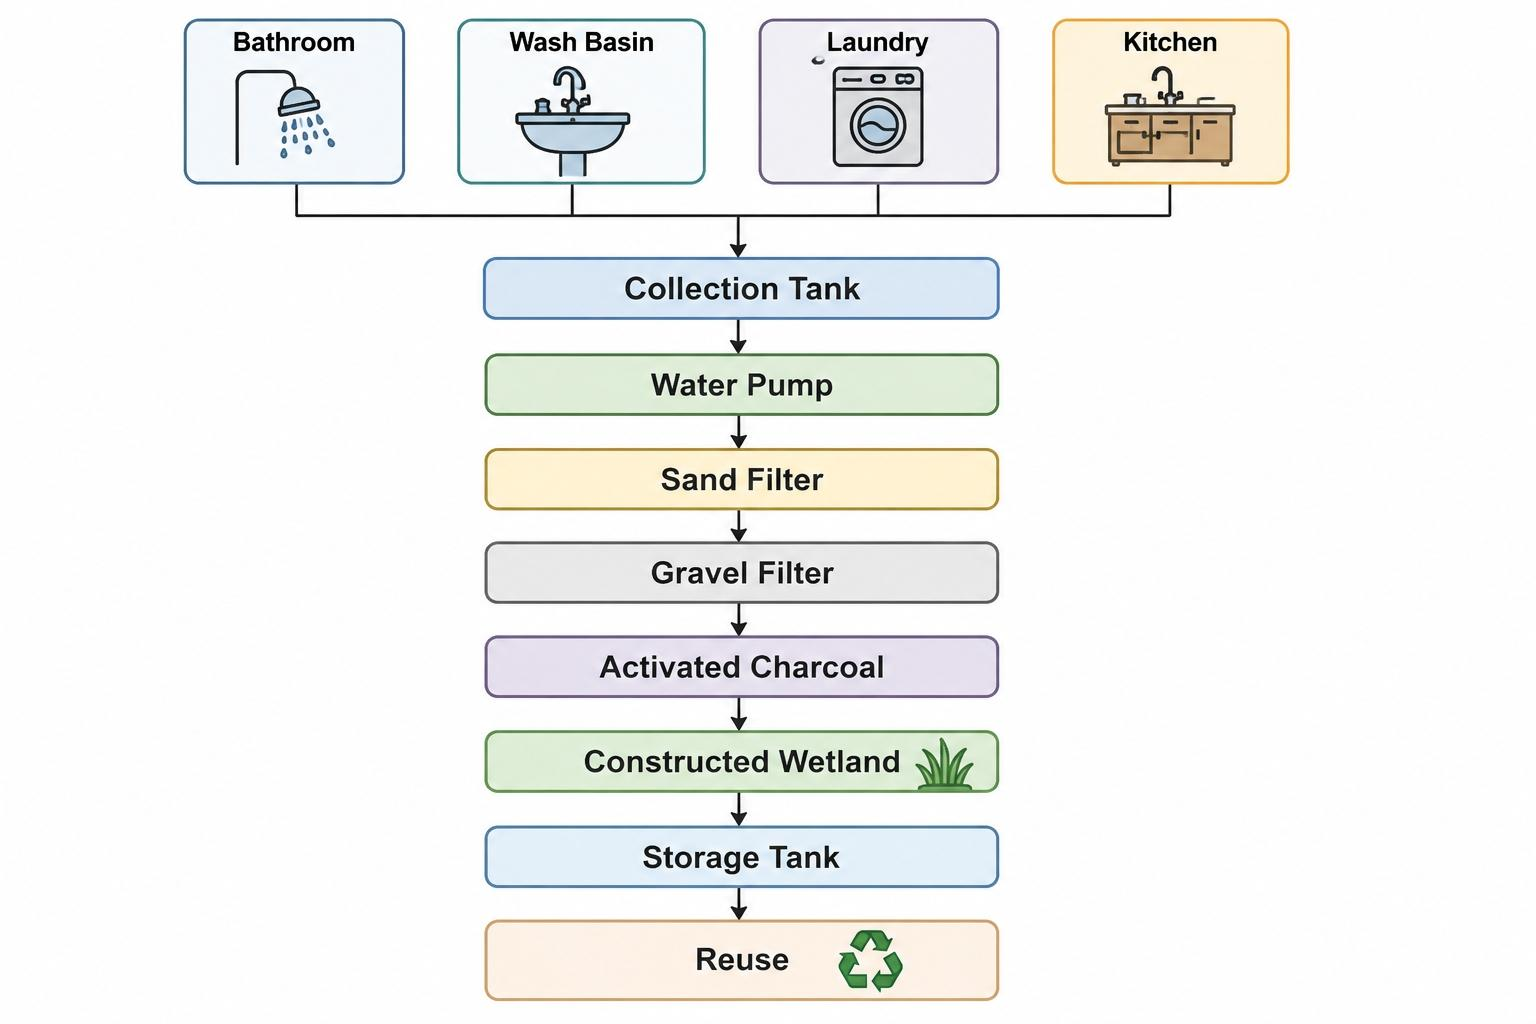 Bathroom
Wash Basin
Laundry
Kitchen
Collection Tank
Water Pump
Sand Filter
Gravel Filter
Activated Charcoal
Constructed Wetland
Storage Tank
Reuse